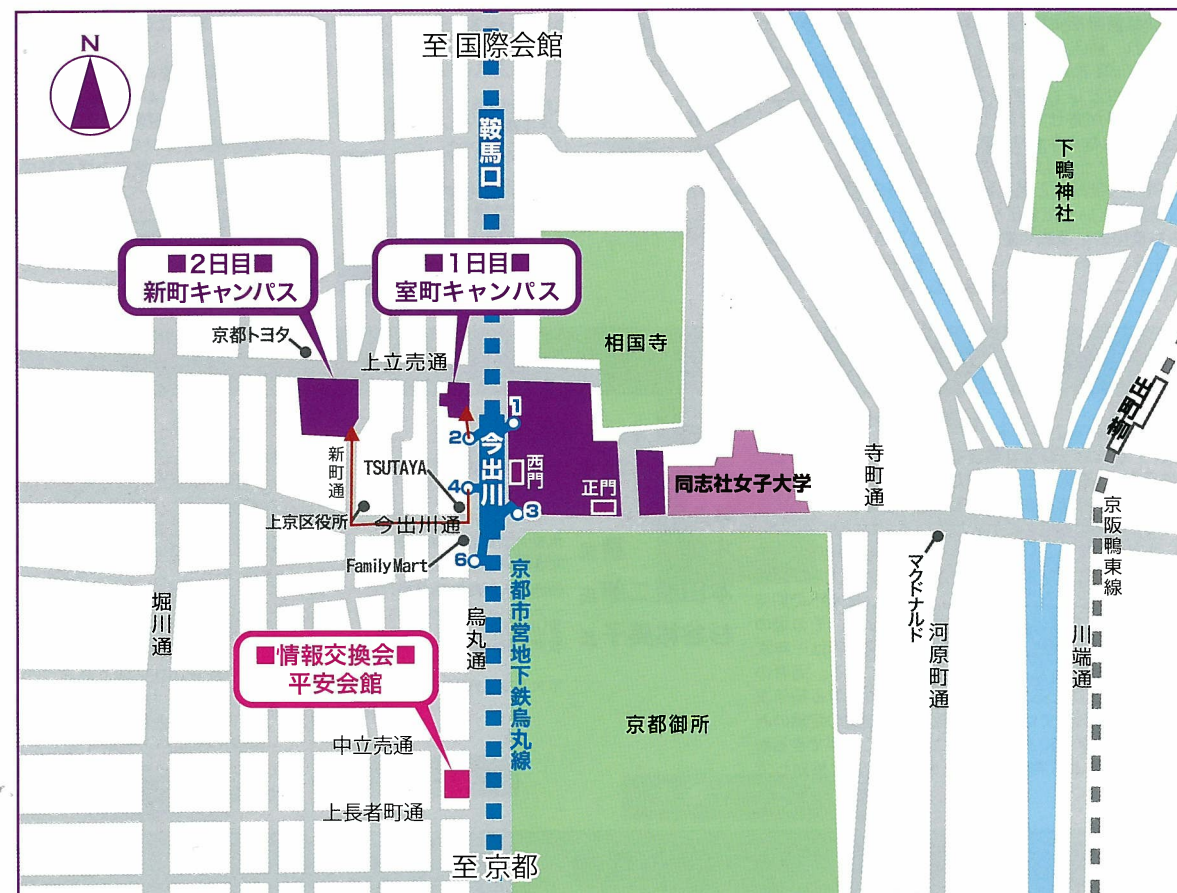 N
至 国際会館
鞍馬口
下鴨神社
■2日目■
新町キャンパス
■1日目■
室町キャンパス
京都トヨタ
上立売通
相国寺
1
2
今出川
新町通
TSUTAYA
4
西門
正門
同志社女子大学
寺町通
上京区役所
今出川通
3
Family Mart
6
マクドナルド
京阪鴨東線
京都市営地下鉄烏丸線
堀川通
烏丸通
河原町通
川端通
■情報交換会■
平安会館
京都御所
中立売通
上長者町通
至 京都